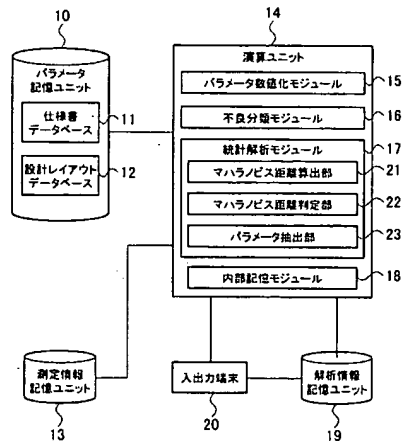 10
パラメータ
記憶ユニット
仕様書
データベース
11
設計レイアウト
データベース
12
14
演算ユニット
パラメータ数値化モジュール
15
不良分類モジュール
16
統計解析モジュール
17
マハラノビス距離算出部
21
マハラノビス距離判定部
22
パラメータ抽出部
23
内部記憶モジュール
18
測定情報
記憶ユニット
13
入出力端末
20
解析情報
記憶ユニット
19